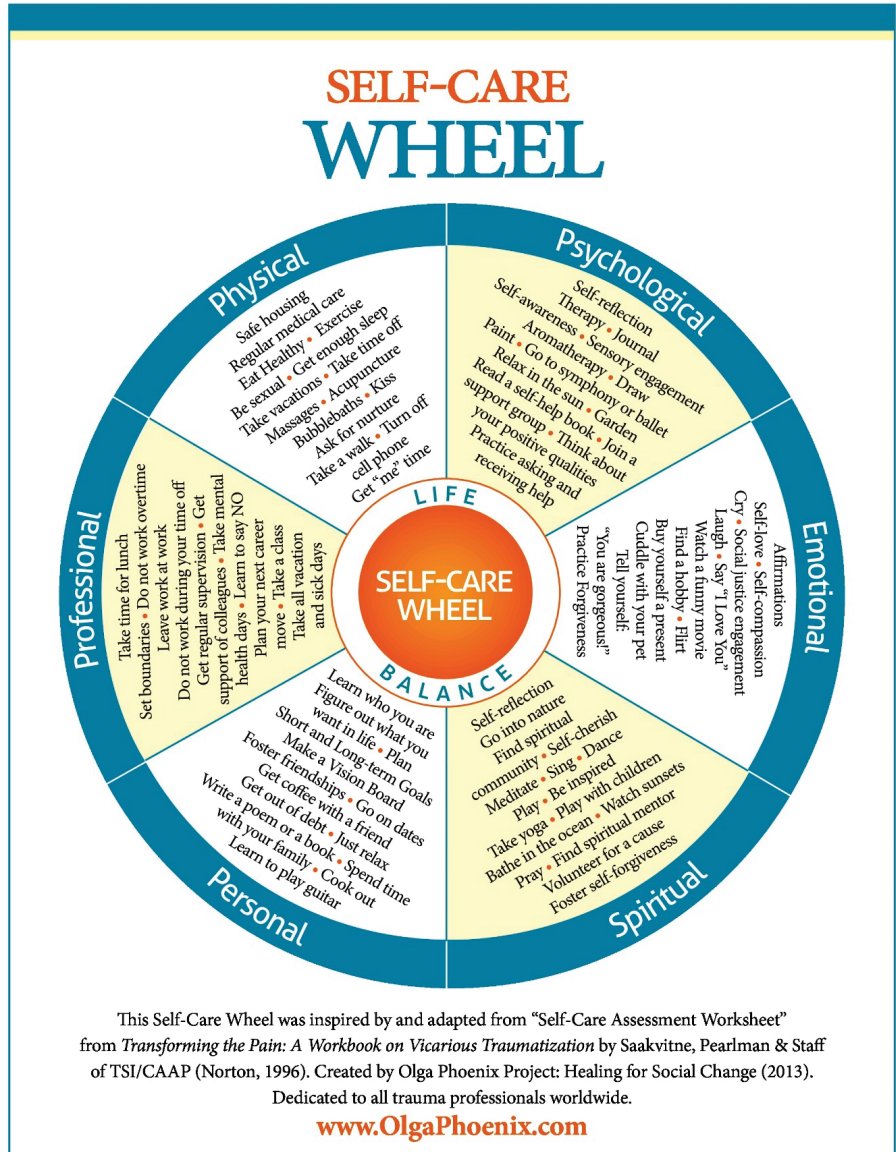 SELF-CARE
WHEEL
Physical
Safe housing
Regular medical care
Eat Healthy • Exercise
Be sexual • Get enough sleep
Take vacations • Take time off
Massages • Acupuncture
Bubblebaths • Kiss
Ask for nurture
Take a walk • Turn off
cell phone
Get “me” time
Psychological
Self-reflection
Therapy • Journal
Self-awareness • Sensory engagement
Aromatherapy • Draw
Paint • Go to symphony or ballet
Relax in the sun • Garden
Read a self-help book • Join a
support group • Think about
your positive qualities
Practice asking and
receiving help
Emotional
Affirmations
Self-love • Self-compassion
Cry • Social justice engagement
Laugh • Say “I Love You”
Watch a funny movie
Find a hobby • Flirt
Buy yourself a present
Cuddle with your pet
Tell yourself:
“You are gorgeous!”
Practice Forgiveness
Spiritual
Self-reflection
Go into nature
Find spiritual
community • Self-cherish
Meditate • Sing • Dance
Play • Be inspired
Take yoga • Play with children
Bathe in the ocean • Watch sunsets
Pray • Find spiritual mentor
Volunteer for a cause
Foster self-forgiveness
Personal
Learn who you are
Figure out what you
want in life • Plan
Short and Long-term Goals
Make a Vision Board
Foster friendships • Go on dates
Get coffee with a friend
Get out of debt • Just relax
Write a poem or a book • Spend time
with your family • Cook out
Learn to play guitar
Professional
Take time for lunch
Set boundaries • Do not work overtime
Leave work at work
Do not work during your time off
Get regular supervision • Get
support of colleagues • Take mental
health days • Learn to say NO
Plan your next career
move • Take a class
Take all vacation
and sick days
LIFE
SELF-CARE
WHEEL
BALANCE
This Self-Care Wheel was inspired by and adapted from “Self-Care Assessment Worksheet”
from Transforming the Pain: A Workbook on Vicarious Traumatization by Saakvitne, Pearlman & Staff
of TSI/CAAP (Norton, 1996). Created by Olga Phoenix Project: Healing for Social Change (2013).
Dedicated to all trauma professionals worldwide.
www.OlgaPhoenix.com